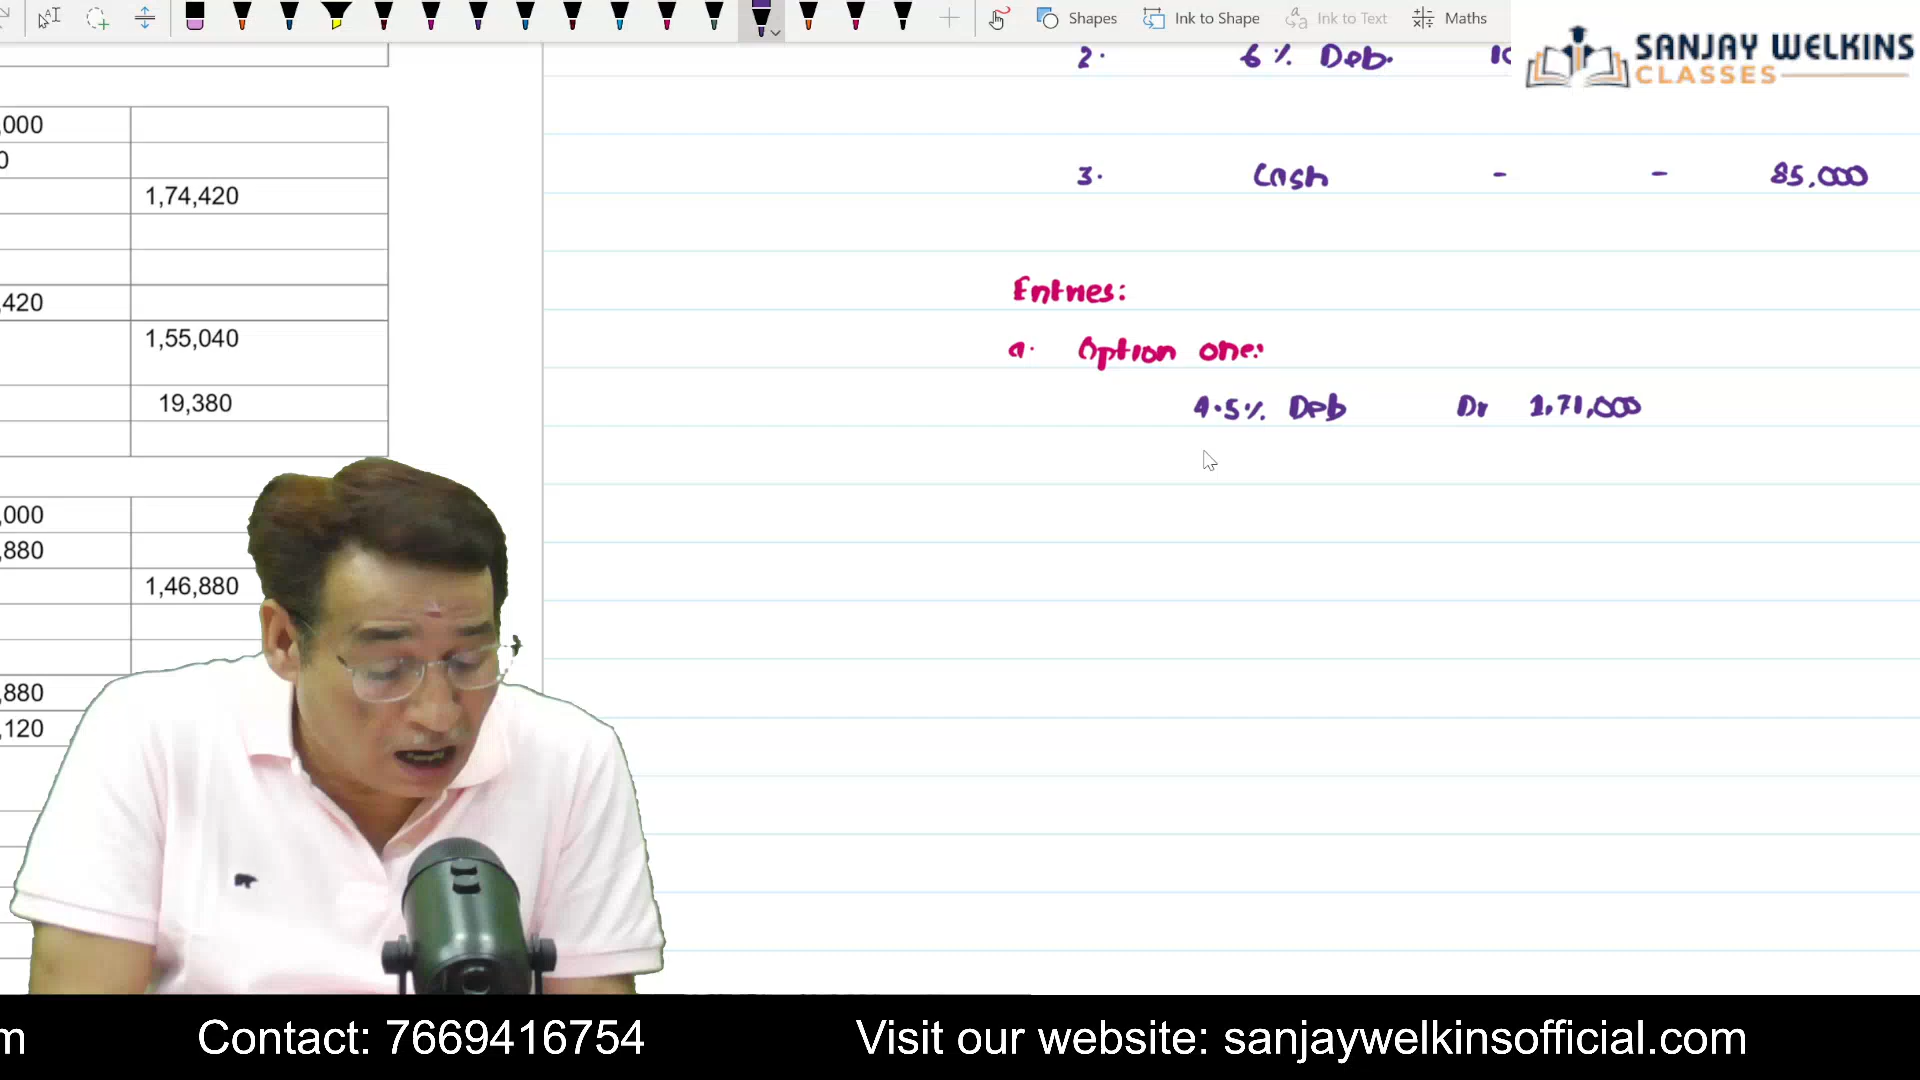 Shapes
Ink to Shape
Ink to Text
Maths
SANJAY WELKINS
CLASSES
2. 6% Deb. 10
3. Cash - - 85,000
Entries:
a. Option one:
4.5% Deb Dr 1,71,000
,000
0
1,74,420
,420
1,55,040
19,380
,000
,880
1,46,880
,880
,120
m Contact: 7669416754 Visit our website: sanjaywelkinsofficial.com